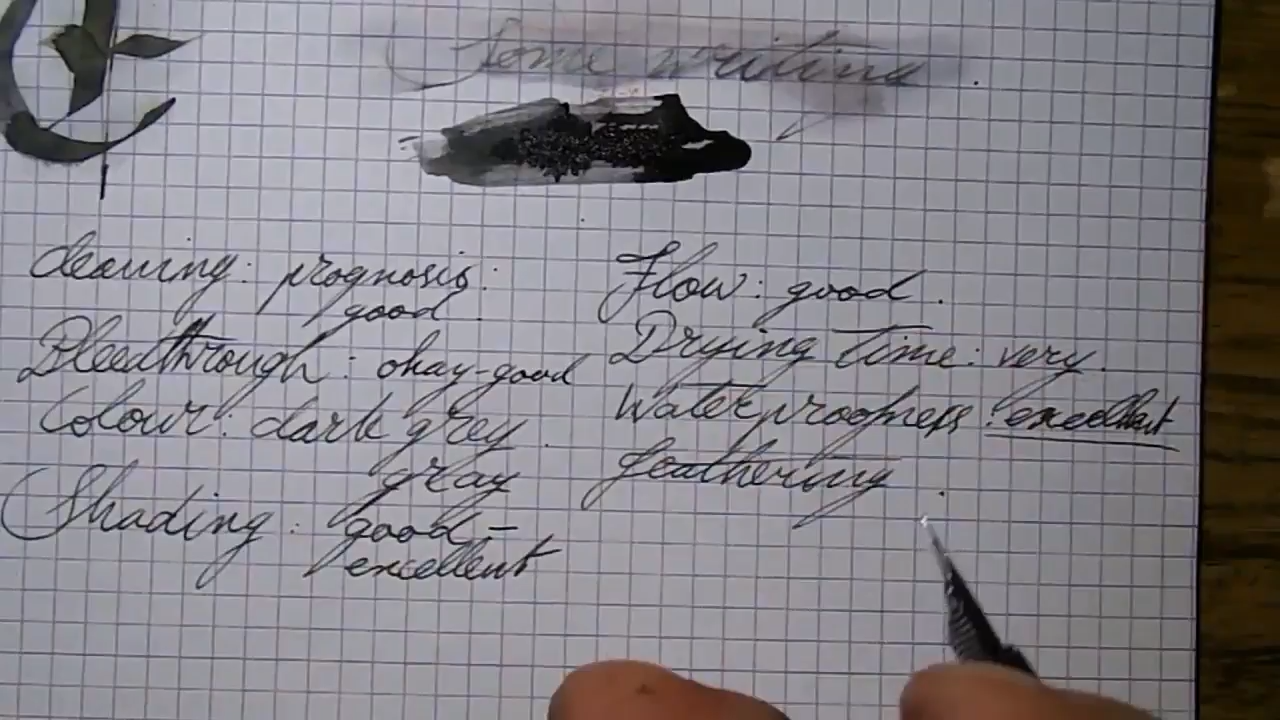 Some writing.
Cleaning: prognosis:
good.
Bleedthrough: okay-good
Colour: dark grey.
gray
Shading: good -
excellent
Flow: good.
Drying time: very.
Waterproofness: excellent
feathering